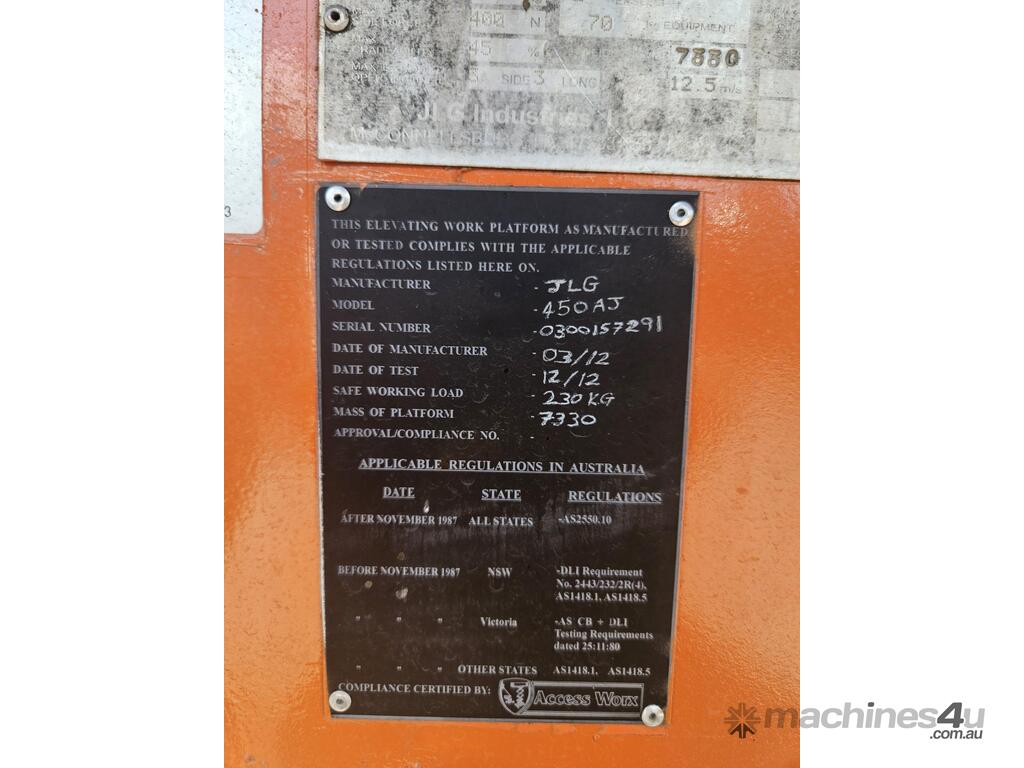 400 N 70 kg EQUIPMENT
MAX
45 % 7330
SIDE 3 LONG 12.5 m/s
JLG Industries, I
McCONNELLSB
3
THIS ELEVATING WORK PLATFORM AS MANUFACTURED
OR TESTED COMPLIES WITH THE APPLICABLE
REGULATIONS LISTED HERE ON.
MANUFACTURER - JLG
MODEL - 450AJ
SERIAL NUMBER - 0300157291
DATE OF MANUFACTURER - 03/12
DATE OF TEST - 12/12
SAFE WORKING LOAD - 230KG
MASS OF PLATFORM - 7330
APPROVAL/COMPLIANCE NO. -
APPLICABLE REGULATIONS IN AUSTRALIA
DATE STATE REGULATIONS
AFTER NOVEMBER 1987 ALL STATES -AS2550.10
BEFORE NOVEMBER 1987 NSW -DLI Requirement
No. 2443/232/2R(4),
AS1418.1, AS1418.5
" " " Victoria -AS CB + DLI
Testing Requirements
dated 25:11:80
" " " OTHER STATES AS1418.1, AS1418.5
COMPLIANCE CERTIFIED BY: Access Worx
machines4u
.com.au